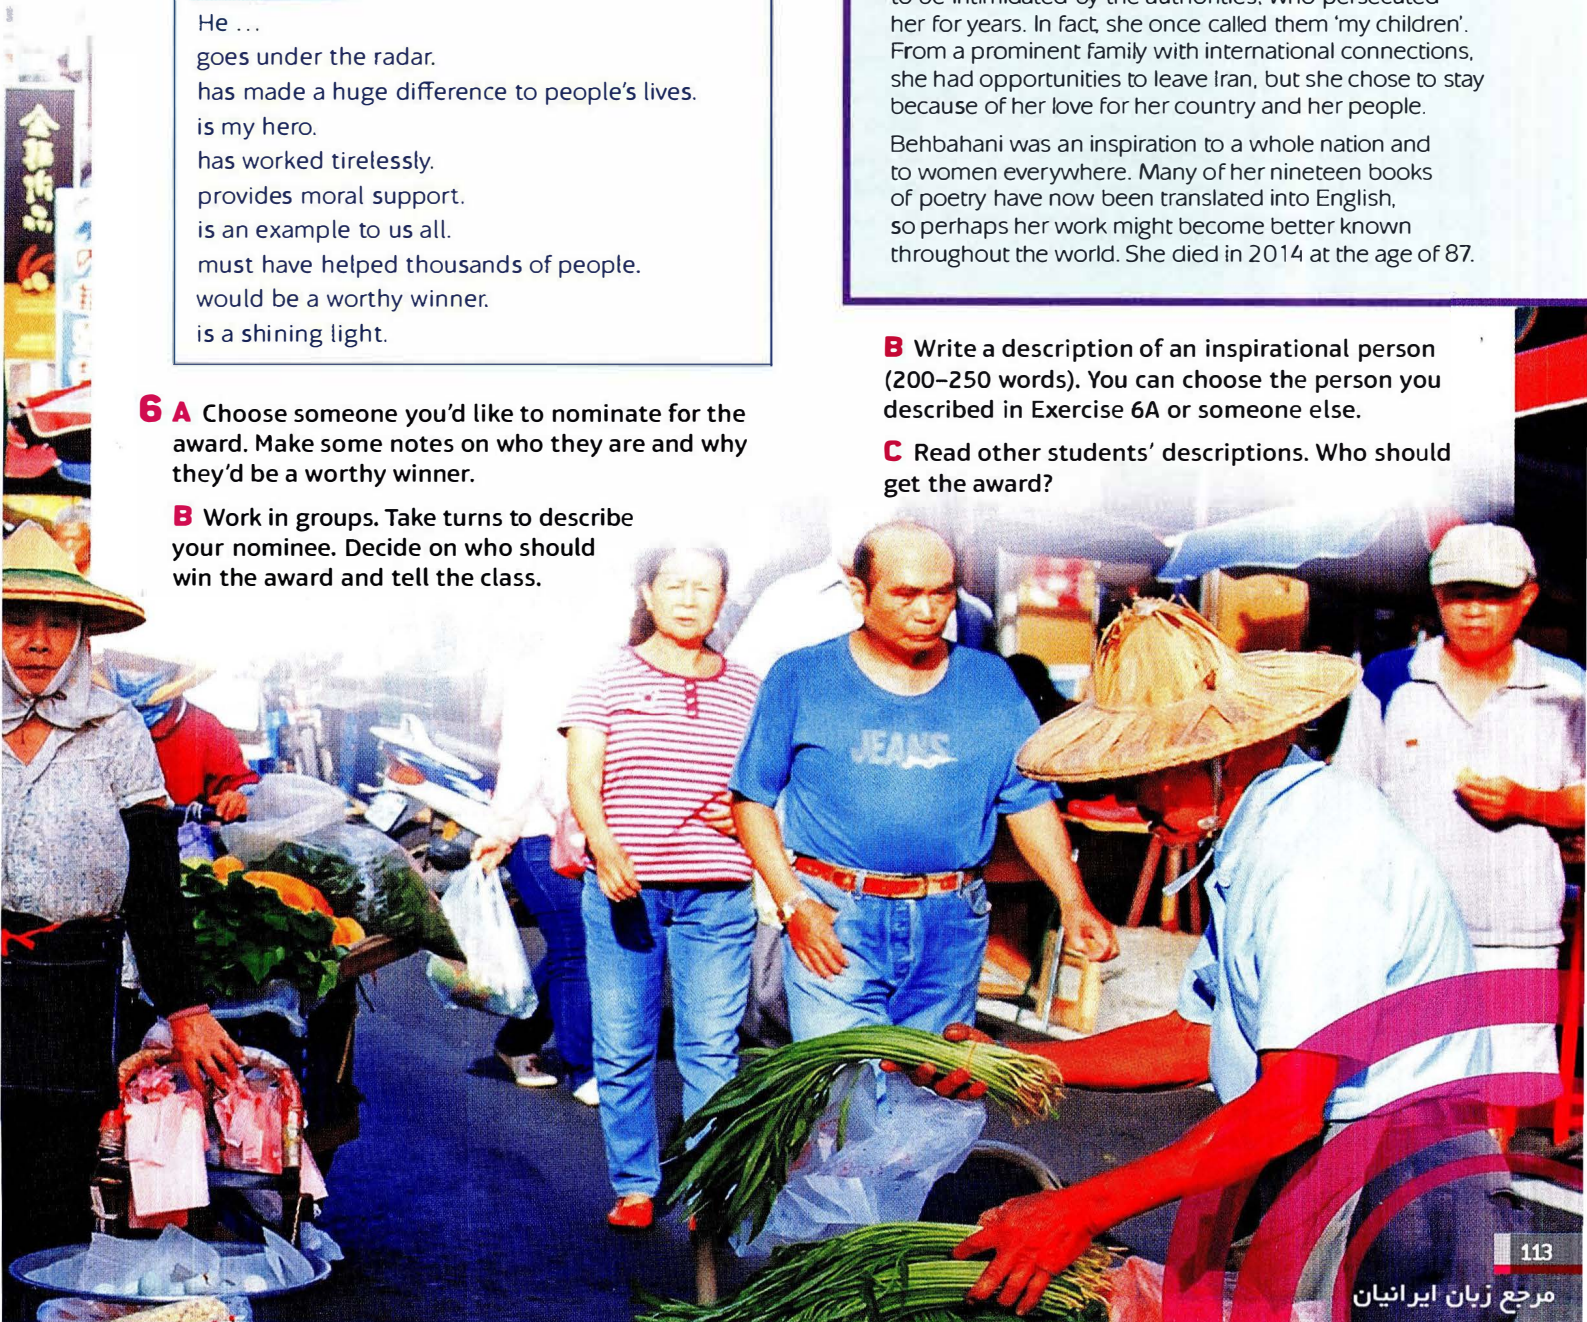 He ...
goes under the radar.
has made a huge difference to people's lives.
is my hero.
has worked tirelessly.
provides moral support.
is an example to us all.
must have helped thousands of people.
would be a worthy winner.
is a shining light.
6 A Choose someone you'd like to nominate for the
award. Make some notes on who they are and why
they'd be a worthy winner.
B Work in groups. Take turns to describe
your nominee. Decide on who should
win the award and tell the class.
to be intimidated by the authorities, who persecuted
her for years. In fact, she once called them 'my children'.
From a prominent family with international connections,
she had opportunities to leave Iran, but she chose to stay
because of her love for her country and her people.
Behbahani was an inspiration to a whole nation and
to women everywhere. Many of her nineteen books
of poetry have now been translated into English,
so perhaps her work might become better known
throughout the world. She died in 2014 at the age of 87.
B Write a description of an inspirational person
(200–250 words). You can choose the person you
described in Exercise 6A or someone else.
C Read other students' descriptions. Who should
get the award?
JEANS
113
مرجع زبان ایرانیان